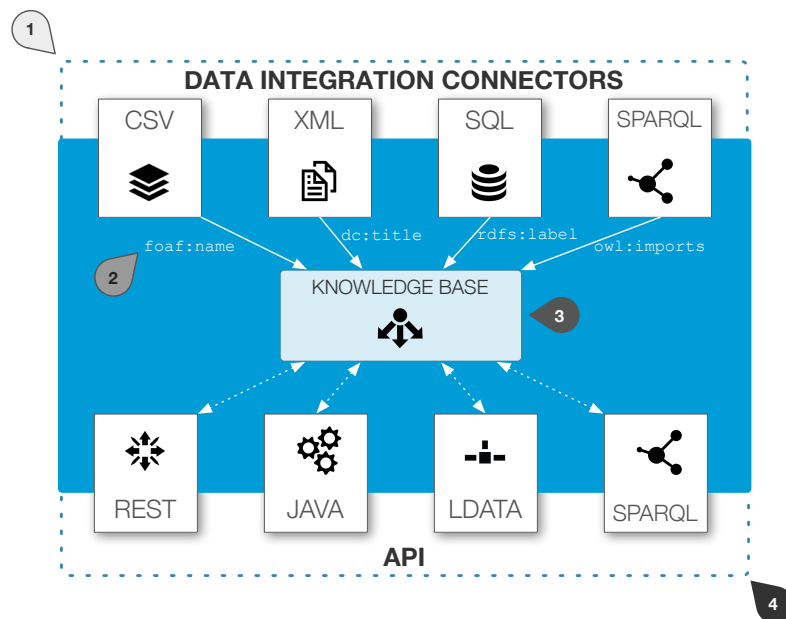 1
DATA INTEGRATION CONNECTORS
CSV XML SQL SPARQL
foaf:name dc:title rdfs:label owl:imports
2
KNOWLEDGE BASE
3
REST JAVA LDATA SPARQL
API
4